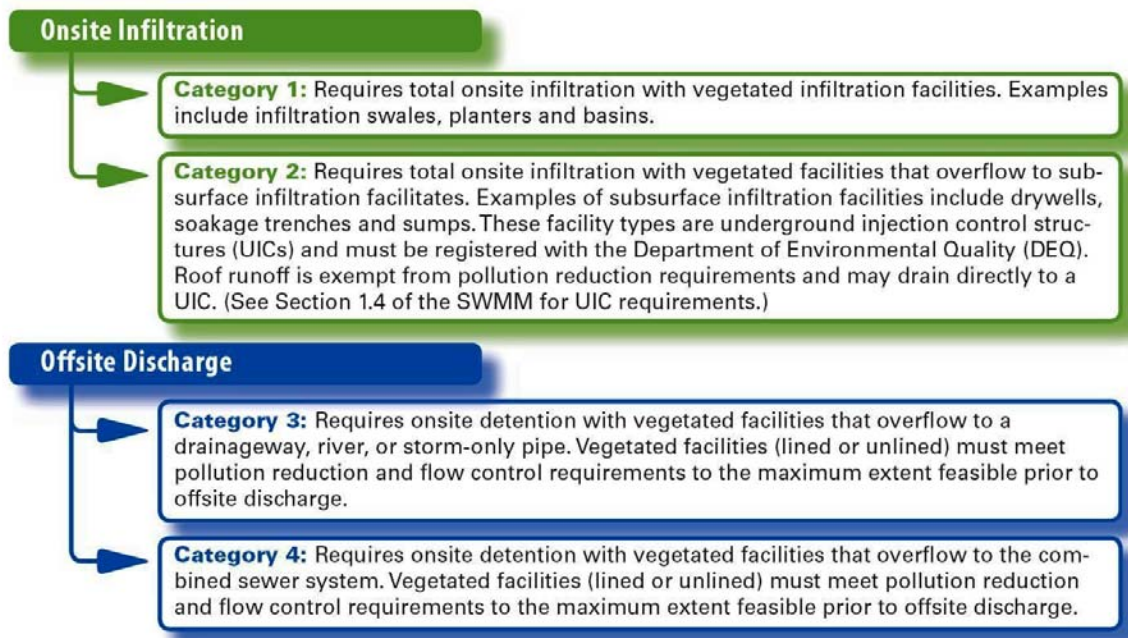 Onsite Infiltration
Category 1: Requires total onsite infiltration with vegetated infiltration facilities. Examples
include infiltration swales, planters and basins.
Category 2: Requires total onsite infiltration with vegetated facilities that overflow to sub-
surface infiltration facilitates. Examples of subsurface infiltration facilities include drywells,
soakage trenches and sumps. These facility types are underground injection control struc-
tures (UICs) and must be registered with the Department of Environmental Quality (DEQ).
Roof runoff is exempt from pollution reduction requirements and may drain directly to a
UIC. (See Section 1.4 of the SWMM for UIC requirements.)
Offsite Discharge
Category 3: Requires onsite detention with vegetated facilities that overflow to a
drainageway, river, or storm-only pipe. Vegetated facilities (lined or unlined) must meet
pollution reduction and flow control requirements to the maximum extent feasible prior to
offsite discharge.
Category 4: Requires onsite detention with vegetated facilities that overflow to the com-
bined sewer system. Vegetated facilities (lined or unlined) must meet pollution reduction
and flow control requirements to the maximum extent feasible prior to offsite discharge.